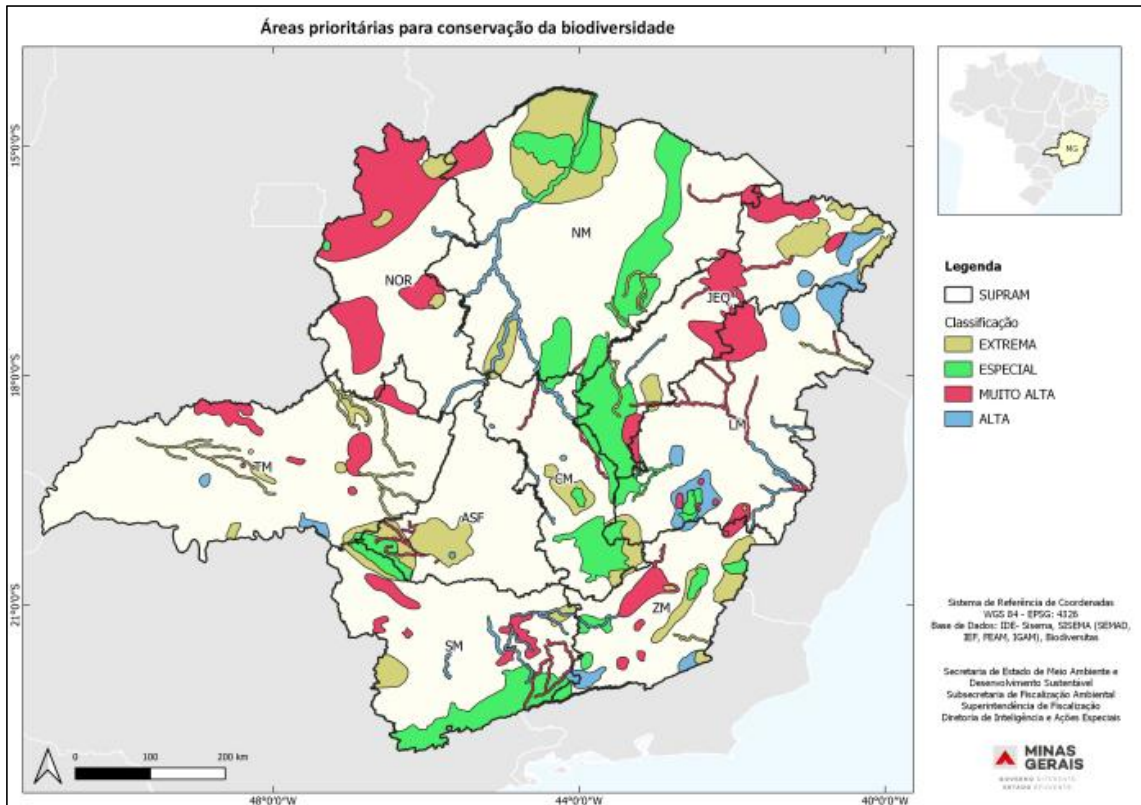 Áreas prioritárias para conservação da biodiversidade
15°0'0"S
18°0'0"S
21°0'0"S
NM
NOR
JEQ
LM
TM
CM
ASF
ZM
SM
0 100 200 km
48°0'0"W 44°0'0"W 40°0'0"W
MG
Legenda
SUPRAM
Classificação
EXTREMA
ESPECIAL
MUITO ALTA
ALTA
Sistema de Referência de Coordenadas
WGS 84 - EPSG: 4326
Base de Dados: IDE- Sisema, SISEMA (SEMAD,
IEF, FEAM, IGAM), Biodiversitas
Secretaria de Estado de Meio Ambiente e
Desenvolvimento Sustentável
Subsecretaria de Fiscalização Ambiental
Superintendência de Fiscalização
Diretoria de Inteligência e Ações Especiais
MINAS
GERAIS
GOVERNO DIFERENTE
ESTADO EFICIENTE